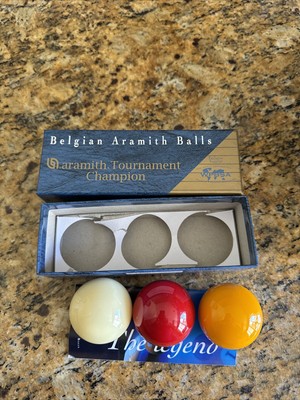 Belgian Aramith Balls
aramith Tournament
Champion
The legend